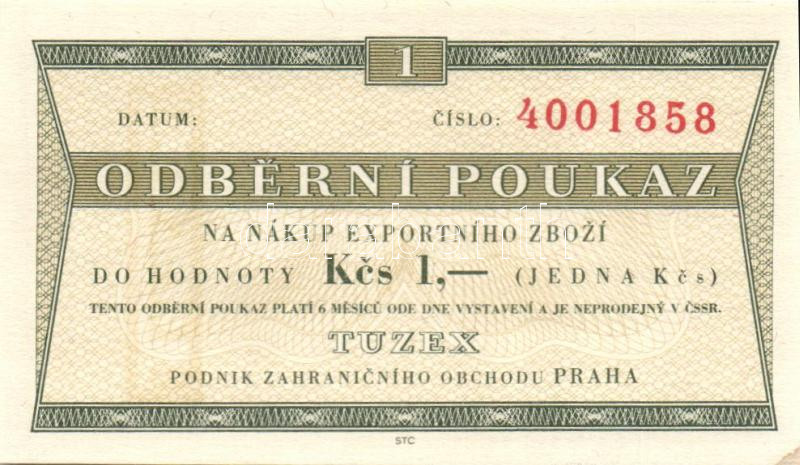 1
DATUM: ČÍSLO: 4001858
ODBĚRNÍ POUKAZ
NA NÁKUP EXPORTNÍHO ZBOŽÍ
DO HODNOTY Kčs 1,— (JEDNA Kčs)
TENTO ODBĚRNÍ POUKAZ PLATÍ 6 MĚSÍCŮ ODE DNE VYSTAVENÍ A JE NEPRODEJNÝ V ČSSR.
TUZEX
PODNIK ZAHRANIČNÍHO OBCHODU PRAHA
STC